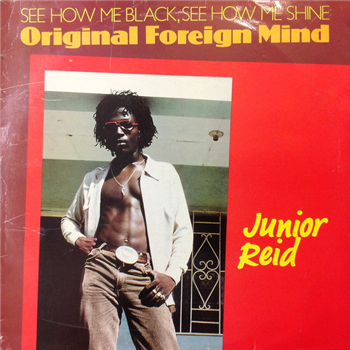 SEE HOW ME BLACK, SEE HOW ME SHINE
Original Foreign Mind
Junior
Reid